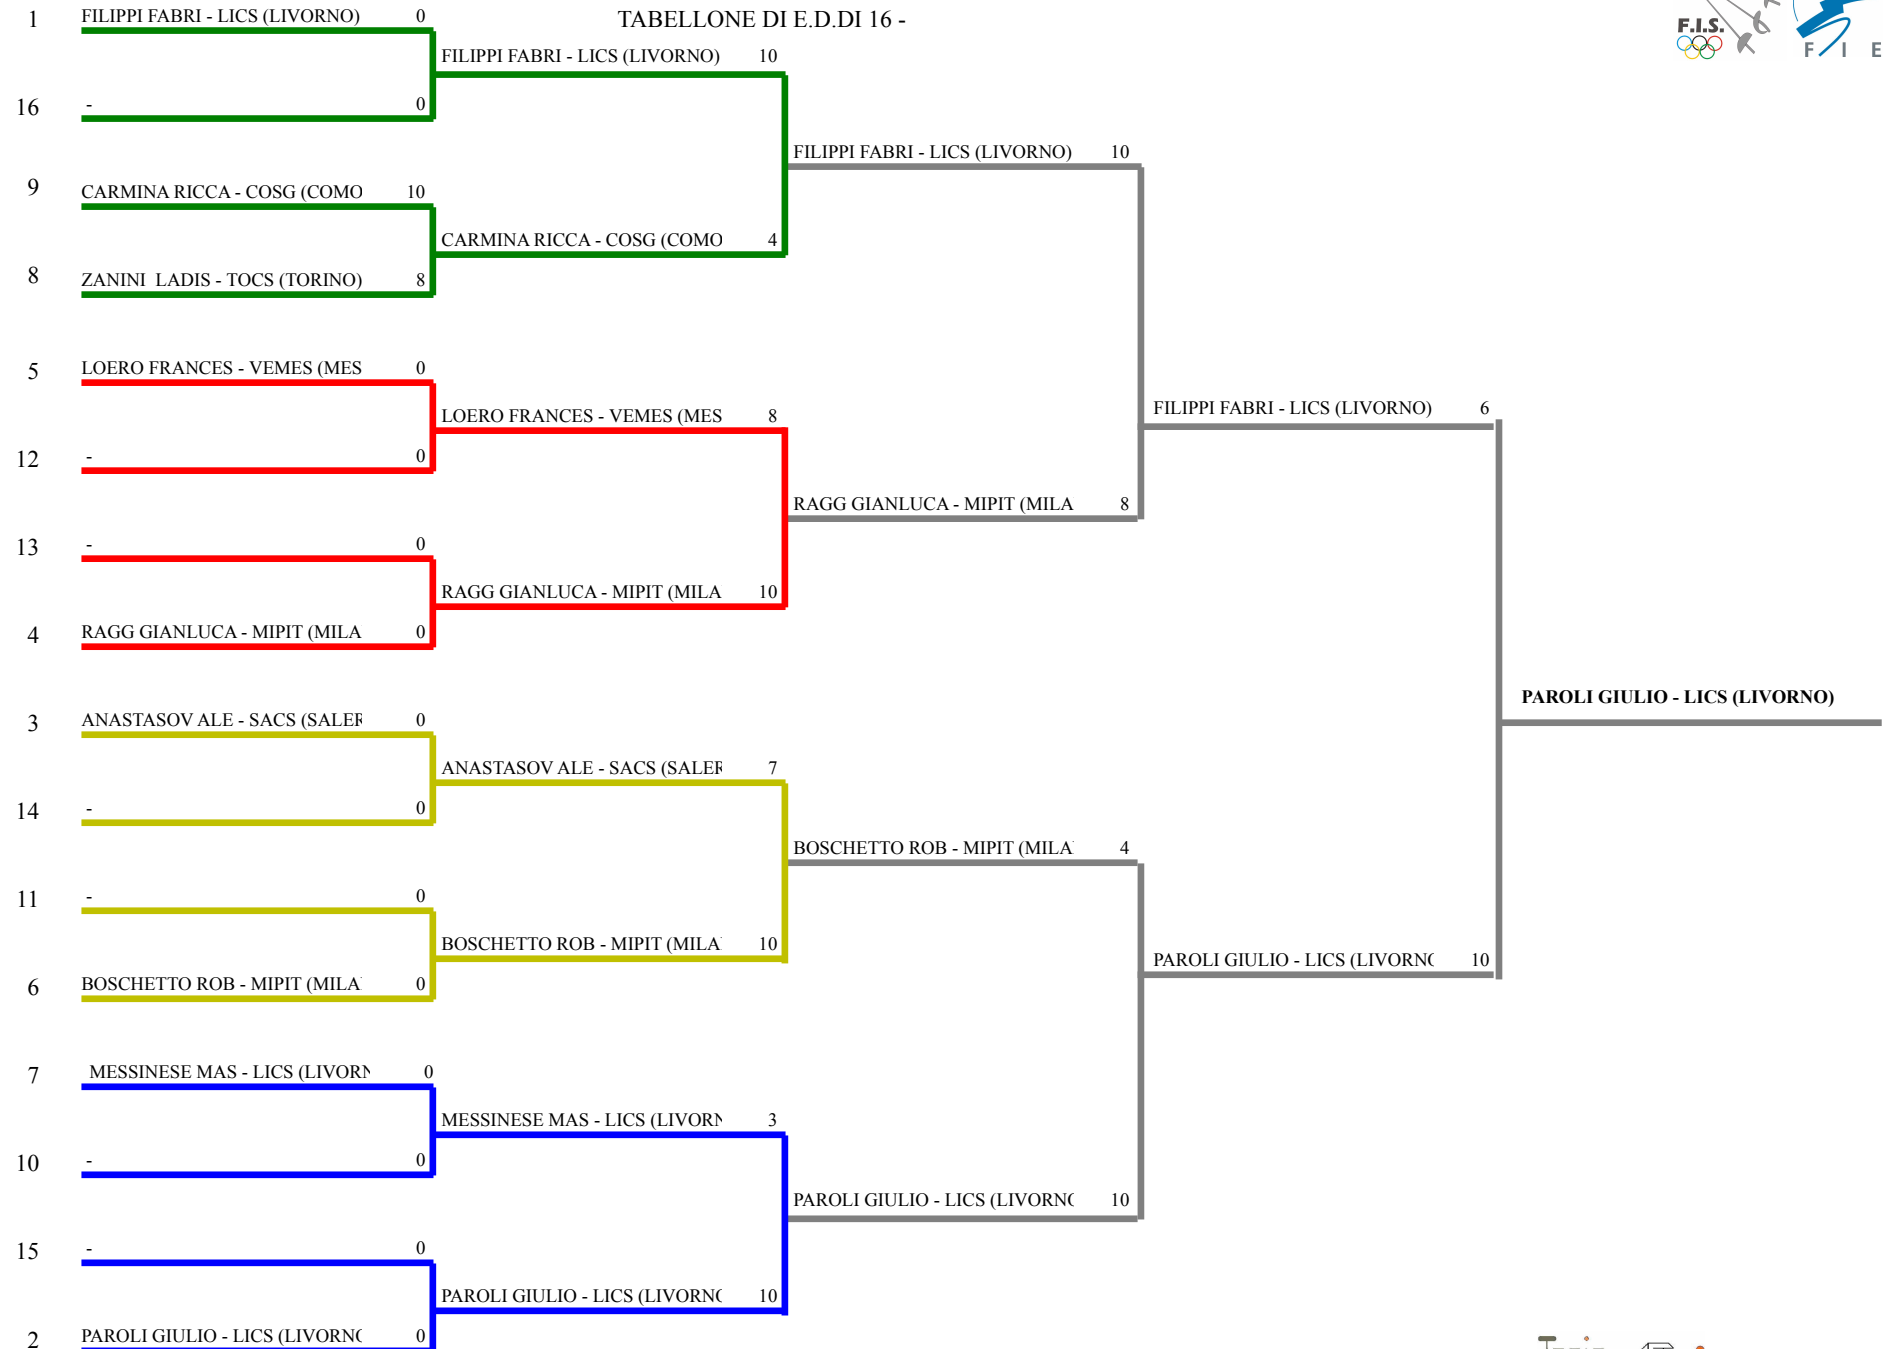 TABELLONE DI E.D.DI 16 -
F.I.S.
F I E
1 FILIPPI FABRI - LICS (LIVORNO) 0
FILIPPI FABRI - LICS (LIVORNO) 10
16 - 0
FILIPPI FABRI - LICS (LIVORNO) 10
9 CARMINA RICCA - COSG (COMO 10
CARMINA RICCA - COSG (COMO 4
8 ZANINI LADIS - TOCS (TORINO) 8
5 LOERO FRANCES - VEMES (MES 0
FILIPPI FABRI - LICS (LIVORNO) 6
LOERO FRANCES - VEMES (MES 8
12 - 0
RAGG GIANLUCA - MIPIT (MILA 8
13 - 0
RAGG GIANLUCA - MIPIT (MILA 10
4 RAGG GIANLUCA - MIPIT (MILA 0
PAROLI GIULIO - LICS (LIVORNO)
3 ANASTASOV ALE - SACS (SALER 0
ANASTASOV ALE - SACS (SALER 7
14 - 0
BOSCHETTO ROB - MIPIT (MILA 4
11 - 0
BOSCHETTO ROB - MIPIT (MILA 10
PAROLI GIULIO - LICS (LIVORNO 10
6 BOSCHETTO ROB - MIPIT (MILA 0
7 MESSINESE MAS - LICS (LIVORN 0
MESSINESE MAS - LICS (LIVORN 3
10 - 0
PAROLI GIULIO - LICS (LIVORNO 10
15 - 0
PAROLI GIULIO - LICS (LIVORNO 10
2 PAROLI GIULIO - LICS (LIVORNO 0